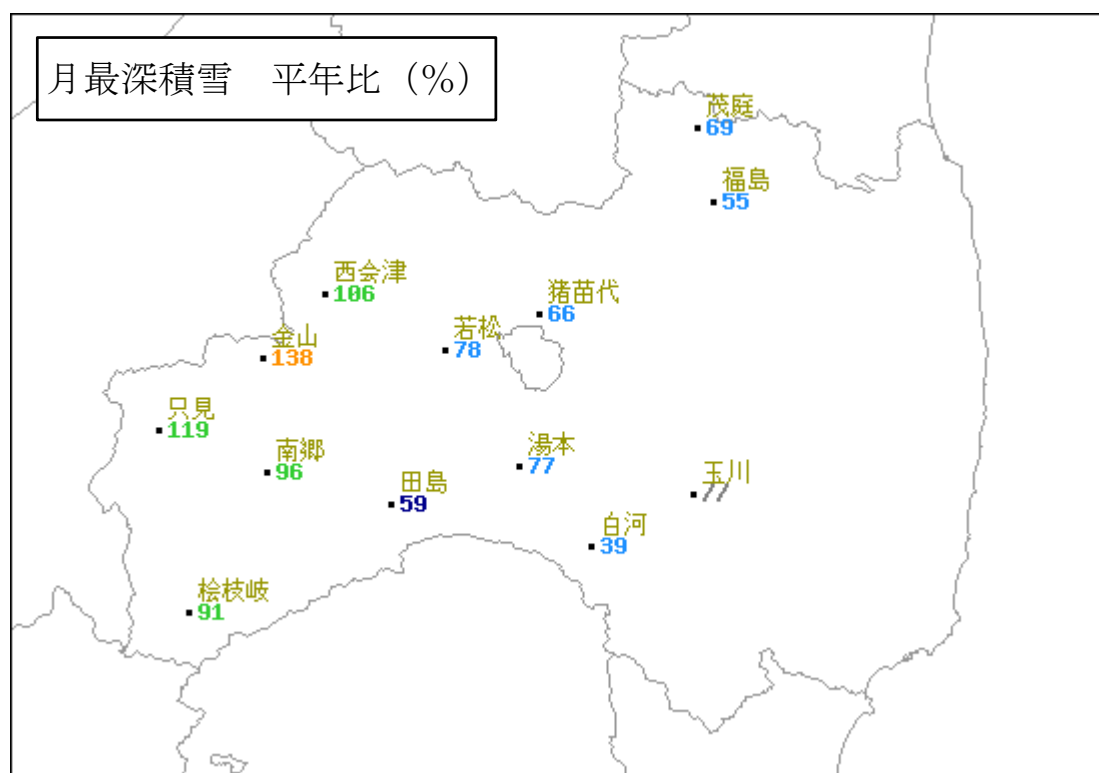 月最深積雪　平年比（％）
茂庭
69
福島
55
西会津
106
猪苗代
66
金山
138
若松
78
只見
119
南郷
96
湯本
77
田島
59
玉川
//
白河
39
桧枝岐
91